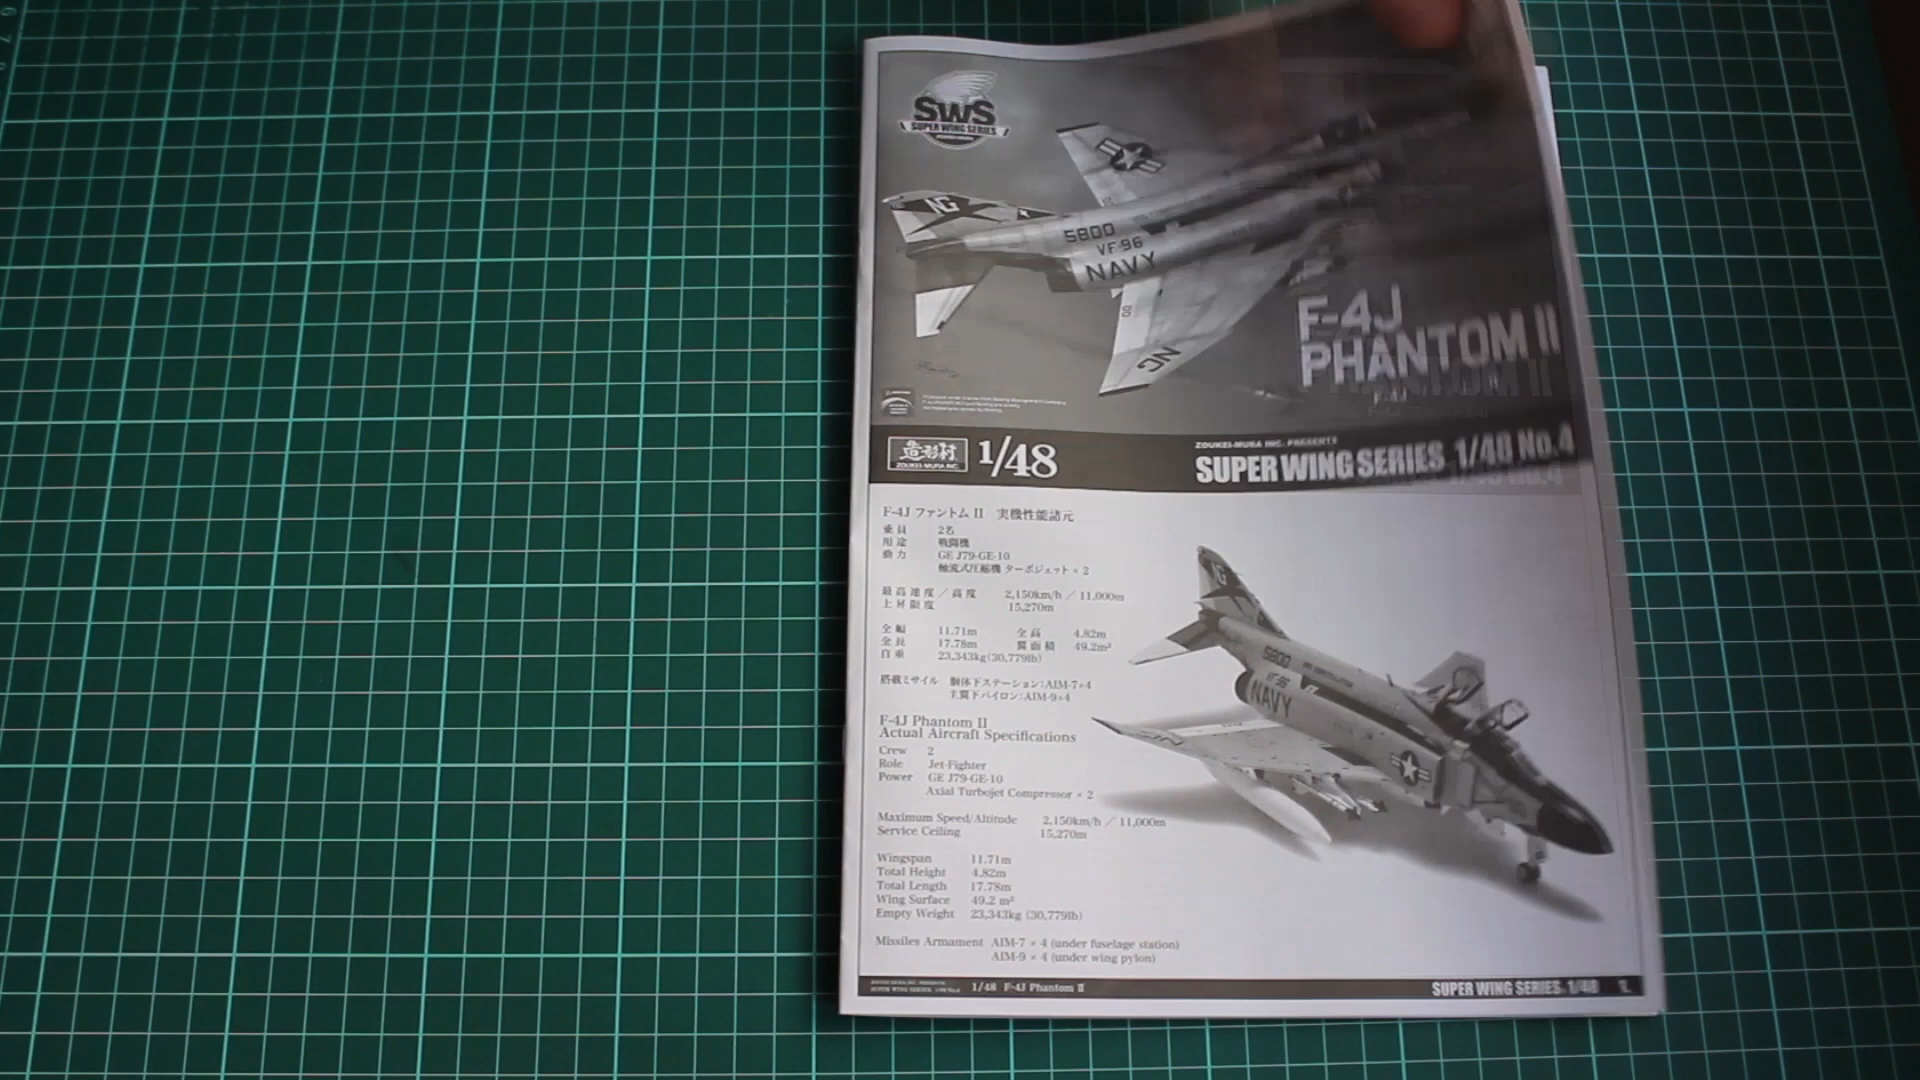 SWS
SUPER WING SERIES
NG
5800
VF-96
NAVY
NG
F-4J
PHANTOM II
造形村
ZOUKEI-MURA INC.
1/48
ZOUKEI-MURA INC. PRESENTS
SUPER WING SERIES 1/48 No.4
F-4J ファントム II 実機性能諸元
乗員 2名
用途 戦闘機
動力 GE J79-GE-10
軸流式圧縮機 ターボジェット × 2
最高速度/高度 2,150km/h / 11,000m
上昇限度 15,270m
全幅 11.71m 全高 4.82m
全長 17.78m 翼面積 49.2m²
自重 23,343kg(30,779lb)
搭載ミサイル 胴体下ステーション:AIM-7×4
主翼下パイロン:AIM-9×4
F-4J Phantom II
Actual Aircraft Specifications
Crew 2
Role Jet-Fighter
Power GE J79-GE-10
Axial Turbojet Compressor × 2
Maximum Speed/Altitude 2,150km/h / 11,000m
Service Ceiling 15,270m
Wingspan 11.71m
Total Height 4.82m
Total Length 17.78m
Wing Surface 49.2 m²
Empty Weight 23,343kg (30,779lb)
Missiles Armament AIM-7 × 4 (under fuselage station)
AIM-9 × 4 (under wing pylon)
NG
5800
VF-96
NAVY
1/48 F-4J Phantom II
SUPER WING SERIES 1/48